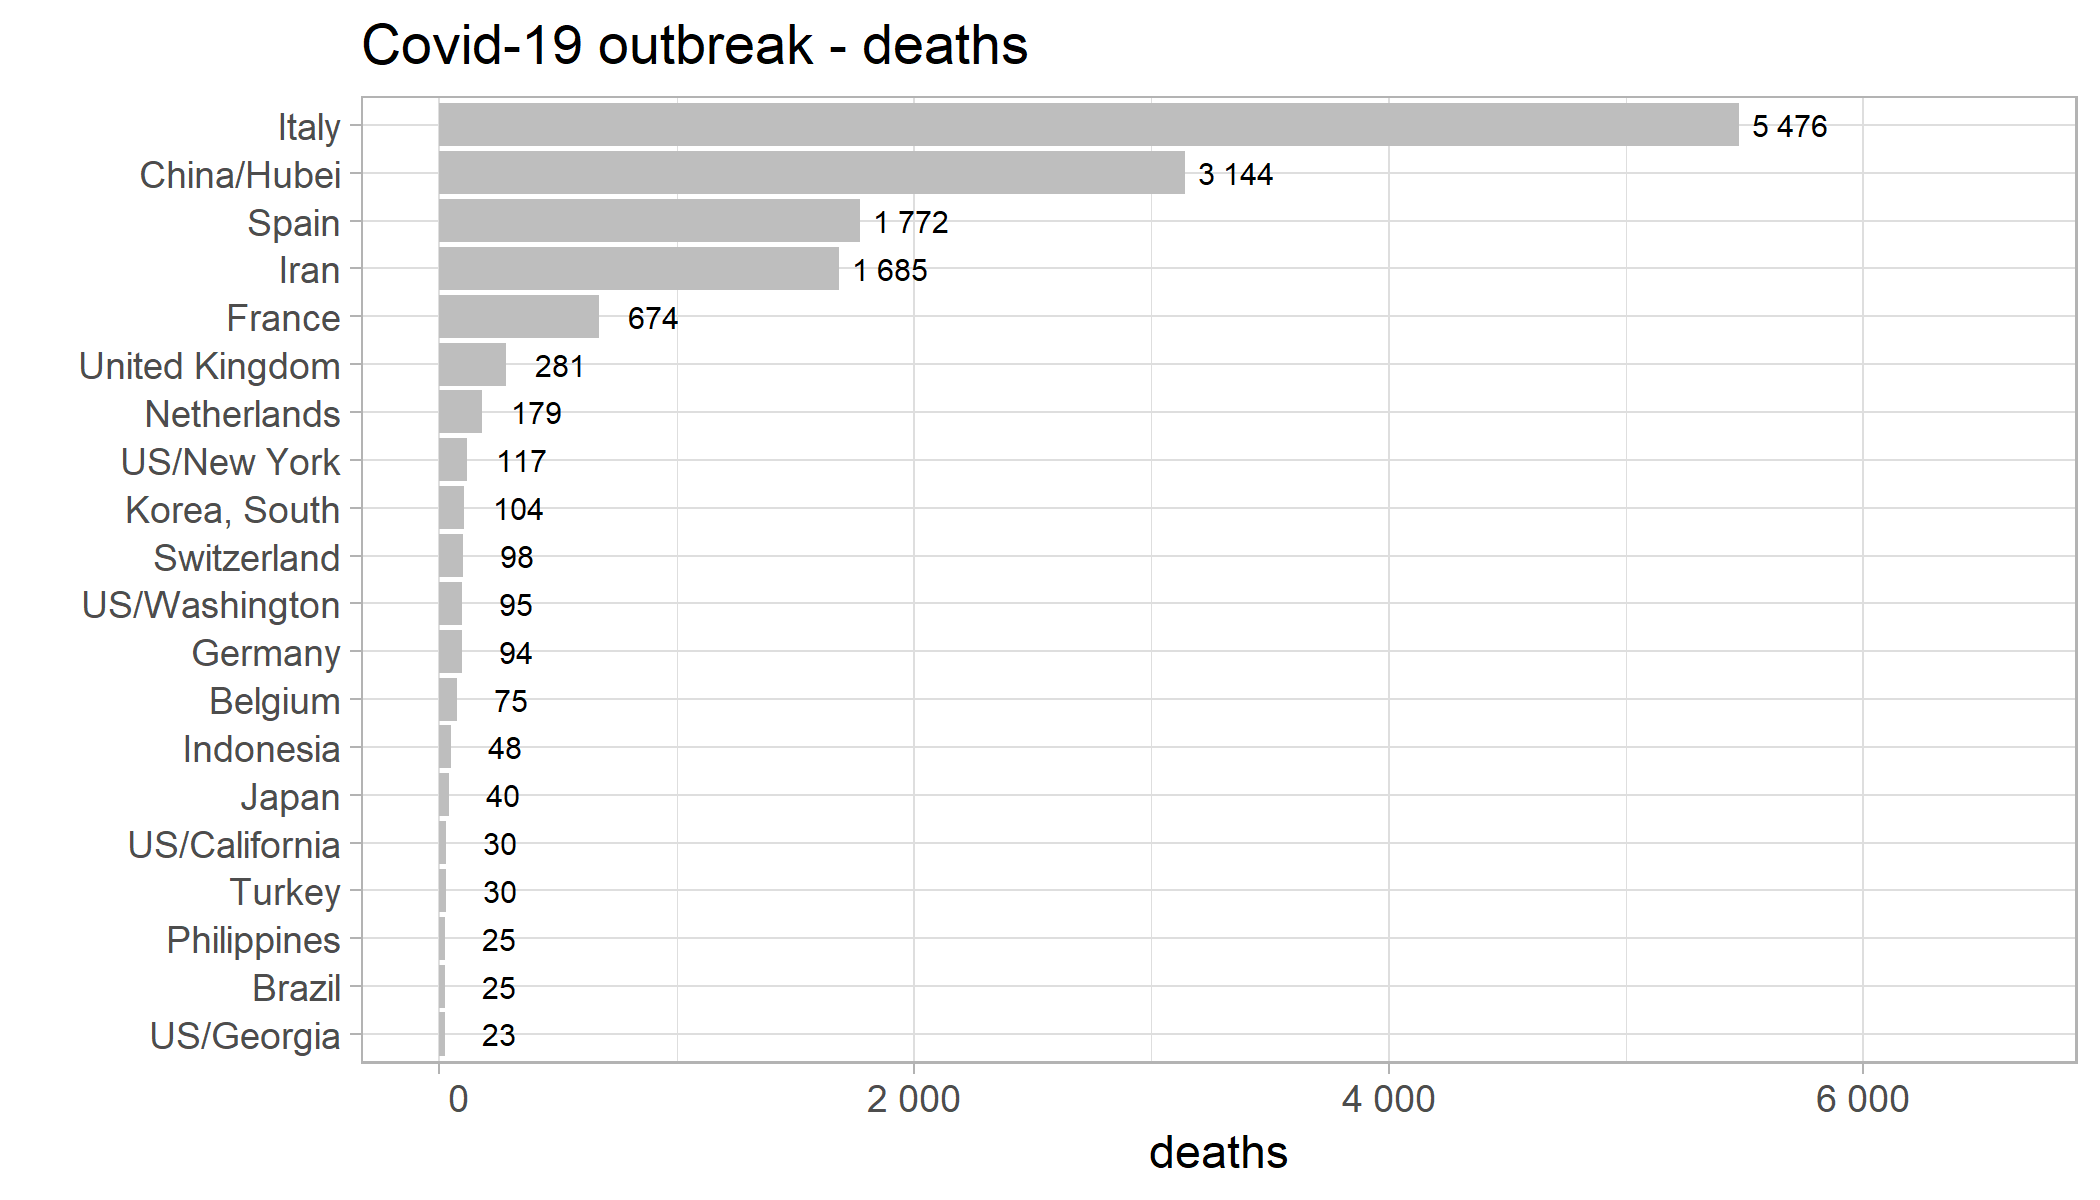 Covid-19 outbreak - deaths
Italy 5 476
China/Hubei 3 144
Spain 1 772
Iran 1 685
France 674
United Kingdom 281
Netherlands 179
US/New York 117
Korea, South 104
Switzerland 98
US/Washington 95
Germany 94
Belgium 75
Indonesia 48
Japan 40
US/California 30
Turkey 30
Philippines 25
Brazil 25
US/Georgia 23
0 2 000 4 000 6 000
deaths